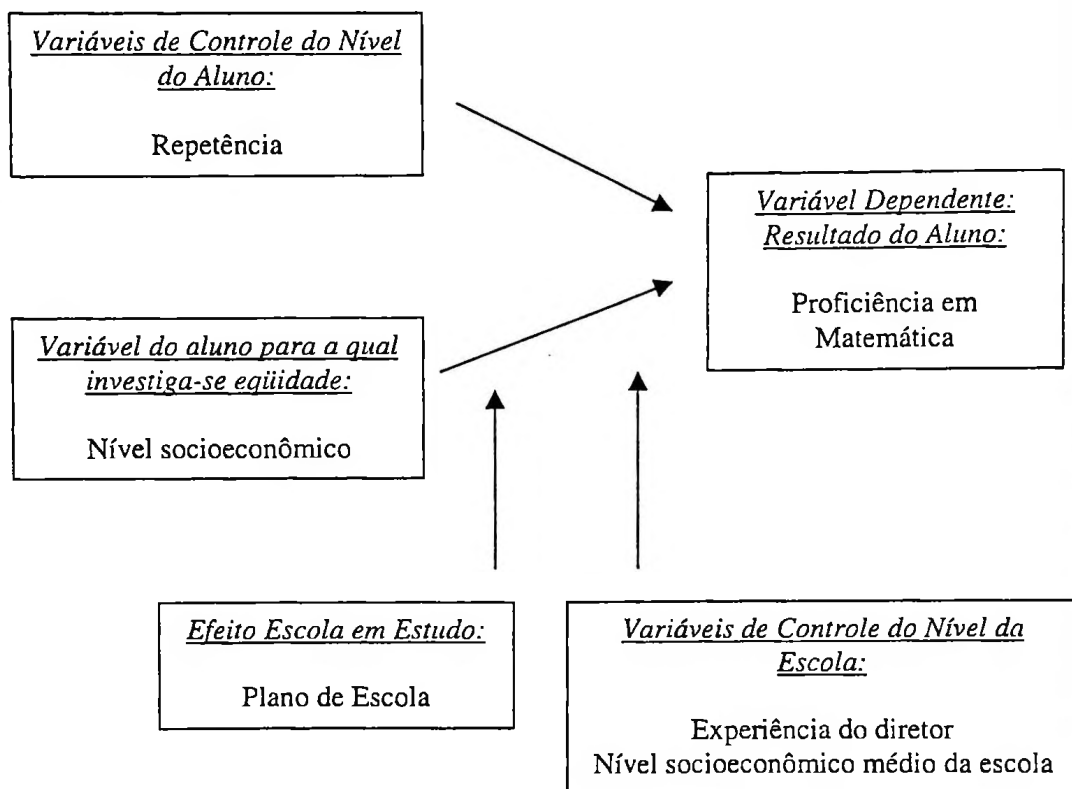 Variáveis de Controle do Nível
do Aluno:
Repetência
Variável Dependente:
Resultado do Aluno:
Proficiência em
Matemática
Variável do aluno para a qual
investiga-se eqüidade:
Nível socioeconômico
Efeito Escola em Estudo:
Plano de Escola
Variáveis de Controle do Nível da
Escola:
Experiência do diretor
Nível socioeconômico médio da escola